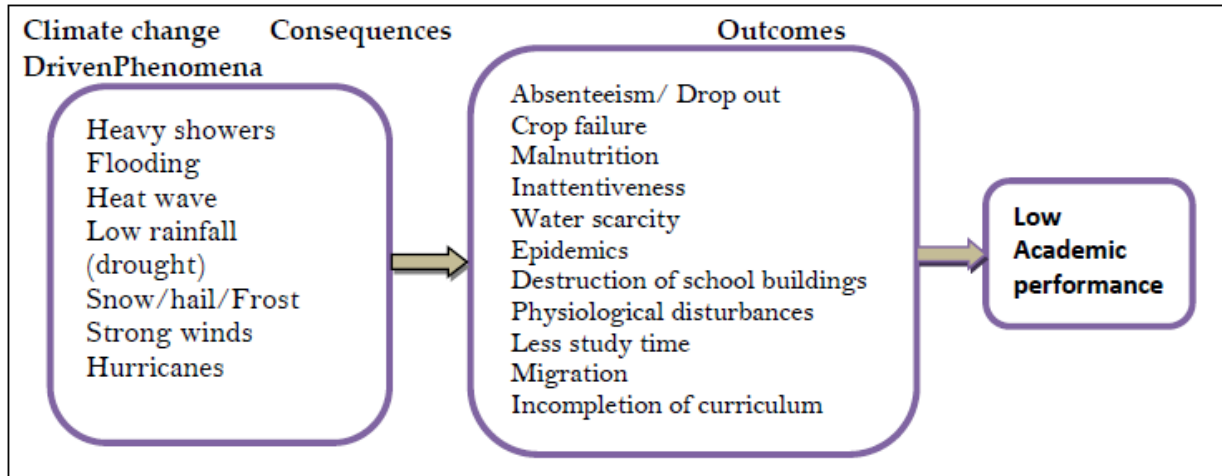 Climate change Consequences Outcomes
DrivenPhenomena
Heavy showers
Flooding
Heat wave
Low rainfall
(drought)
Snow/hail/Frost
Strong winds
Hurricanes
Absenteeism/ Drop out
Crop failure
Malnutrition
Inattentiveness
Water scarcity
Epidemics
Destruction of school buildings
Physiological disturbances
Less study time
Migration
Incompletion of curriculum
Low
Academic
performance